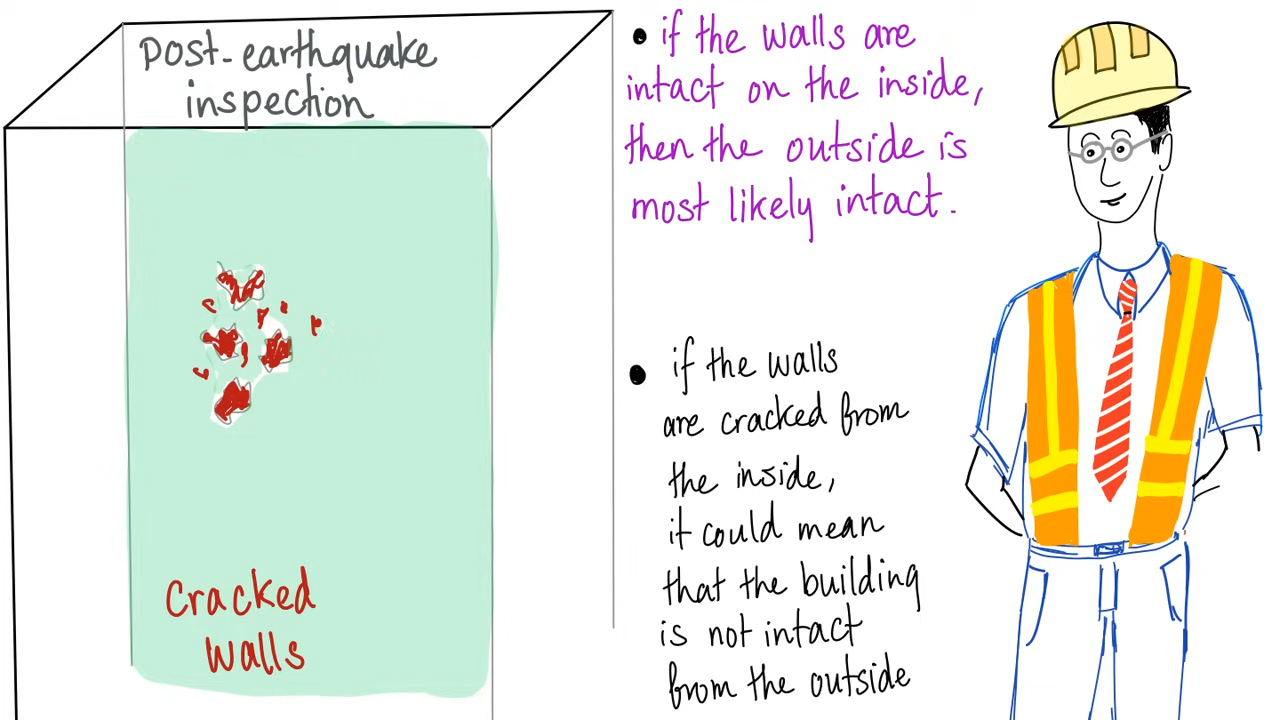 Post-earthquake
inspection
Cracked
walls
• if the walls are
intact on the inside,
then the outside is
most likely intact.
• if the walls
are cracked from
the inside,
it could mean
that the building
is not intact
from the outside